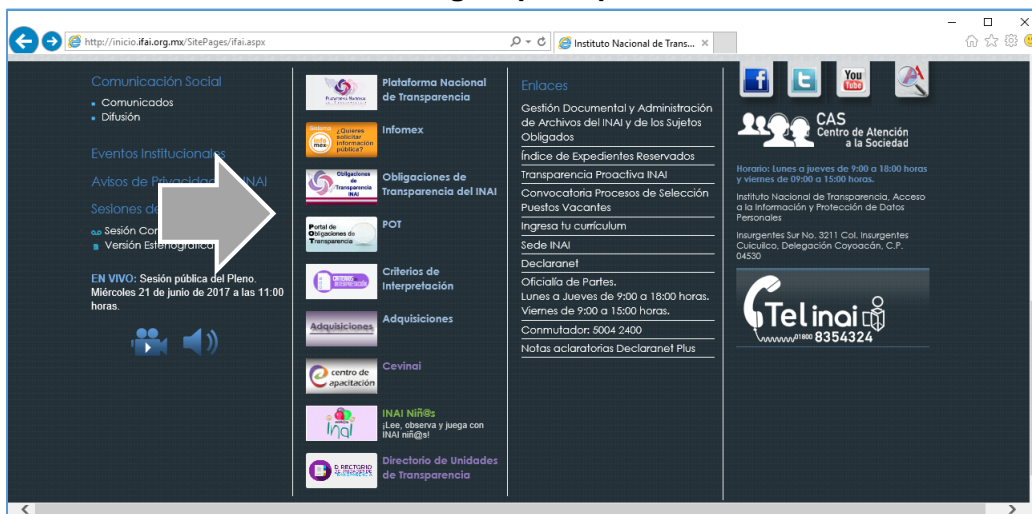 http://inicio.ifai.org.mx/SitePages/ifai.aspx
Instituto Nacional de Trans...
Comunicación Social
Comunicados
Difusión
Eventos Institucionales
Avisos de Privacidad INAI
Sesiones de
Sesión Con
Versión Estenográfica
EN VIVO: Sesión pública del Pleno.
Miércoles 21 de junio de 2017 a las 11:00
horas.
Plataforma Nacional
de Transparencia
¿Quieres
solicitar
información
pública?
Infomex
Obligaciones
de
Transparencia
INAI
Obligaciones de
Transparencia del INAI
Portal de
Obligaciones de
Transparencia
POT
Criterios de
Interpretación
Adquisiciones
Adquisiciones
centro de
capacitación
Cevinai
inai
INAI Niñ@s
¡Lee, observa y juega con
INAI niñ@s!
Directorio de Unidades
de Transparencia
Enlaces
Gestión Documental y Administración
de Archivos del INAI y de los Sujetos
Obligados
Índice de Expedientes Reservados
Transparencia Proactiva INAI
Convocatoria Procesos de Selección
Puestos Vacantes
Ingresa tu currículum
Sede INAI
Declaranet
Oficialía de Partes.
Lunes a Jueves de 9:00 a 18:00 horas.
Viernes de 9:00 a 15:00 horas.
Conmutador: 5004 2400
Notas aclaratorias Declaranet Plus
You
Tube
CAS
Centro de Atención
a la Sociedad
Horario: Lunes a jueves de 9:00 a 18:00 horas
y viernes de 09:00 a 15:00 horas.
Instituto Nacional de Transparencia, Acceso
a la Información y Protección de Datos
Personales
Insurgentes Sur No. 3211 Col. Insurgentes
Cuicuilco, Delegación Coyoacán, C.P.
04530
Telinai
01800 8354324